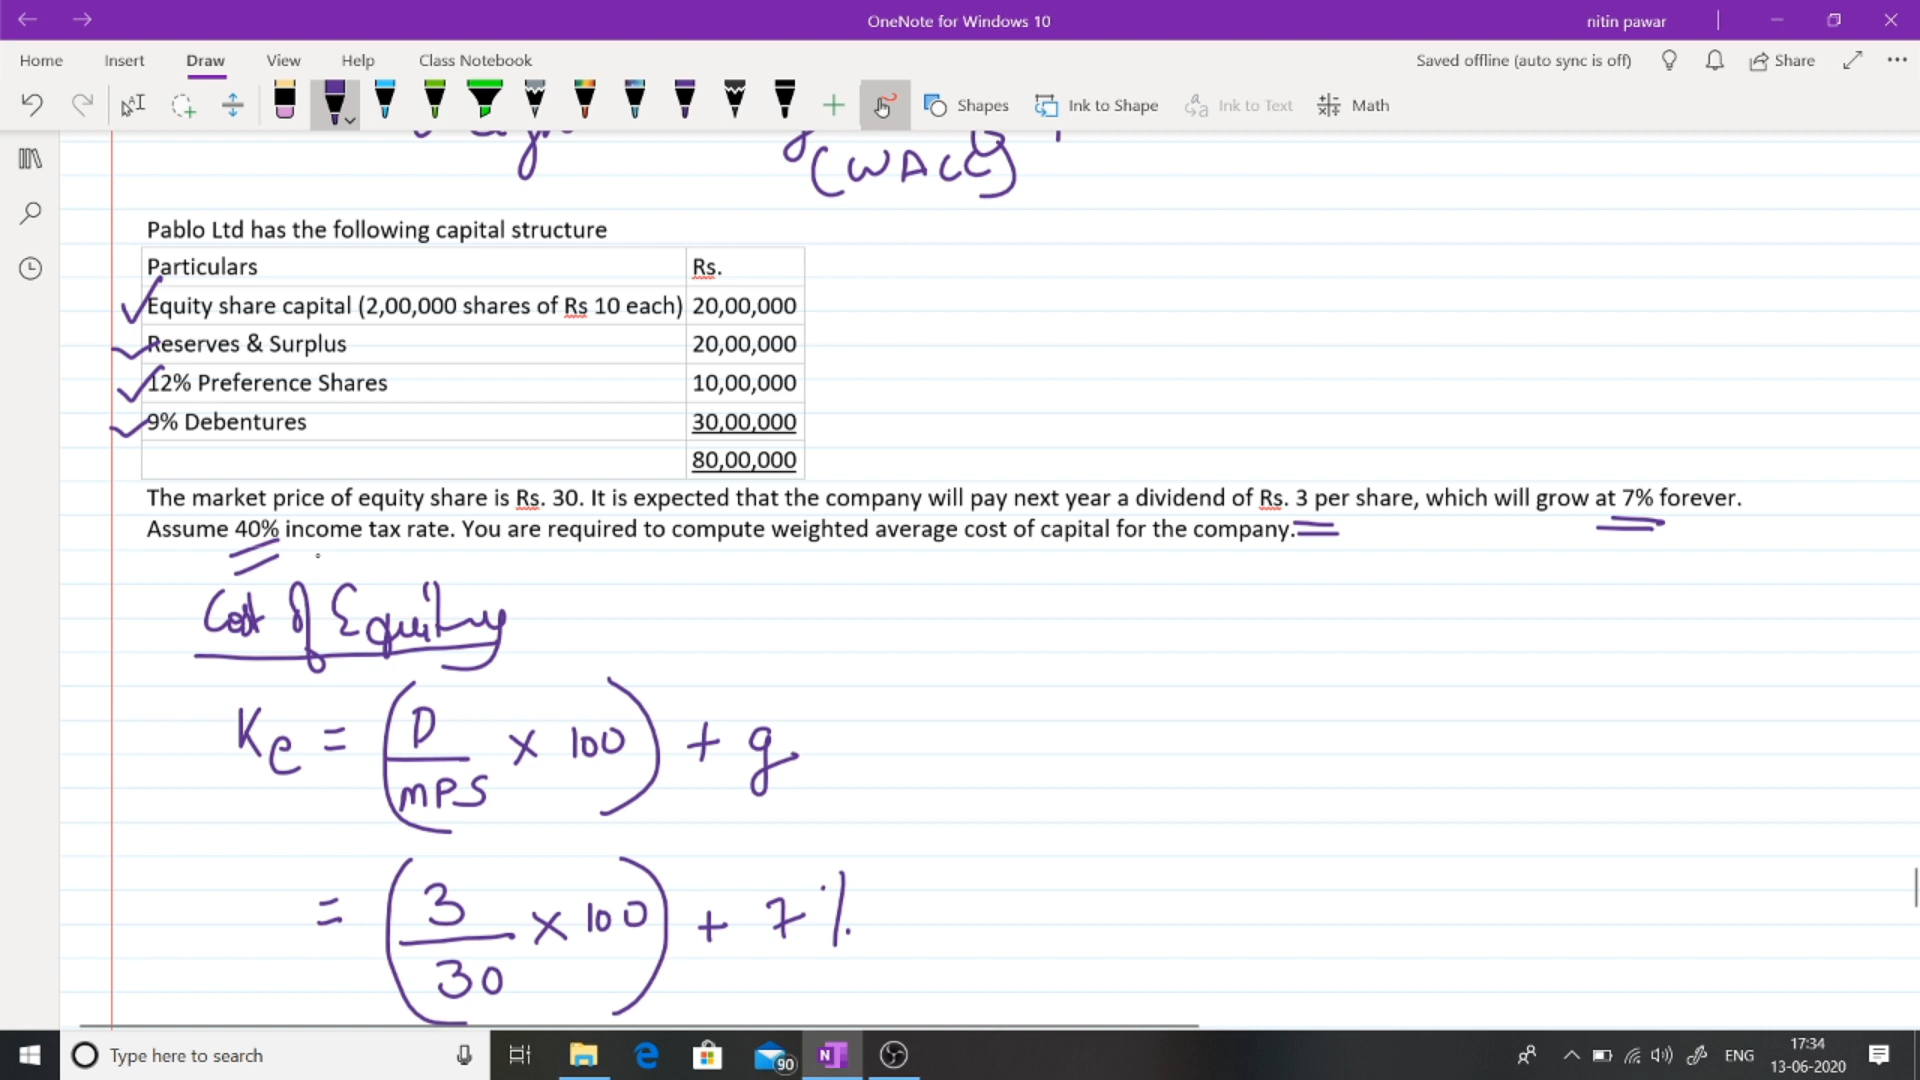 OneNote for Windows 10
nitin pawar
Home Insert Draw View Help Class Notebook
Saved offline (auto sync is off) Share
Shapes Ink to Shape Ink to Text Math
(WACC)
Pablo Ltd has the following capital structure
Particulars Rs.
Equity share capital (2,00,000 shares of Rs 10 each) 20,00,000
Reserves & Surplus 20,00,000
12% Preference Shares 10,00,000
9% Debentures 30,00,000
80,00,000
The market price of equity share is Rs. 30. It is expected that the company will pay next year a dividend of Rs. 3 per share, which will grow at 7% forever.
Assume 40% income tax rate. You are required to compute weighted average cost of capital for the company.
Cost of Equity
Ke = (D/MPS × 100) + g
= (3/30 × 100) + 7%
Type here to search
90
ENG
17:34
13-06-2020